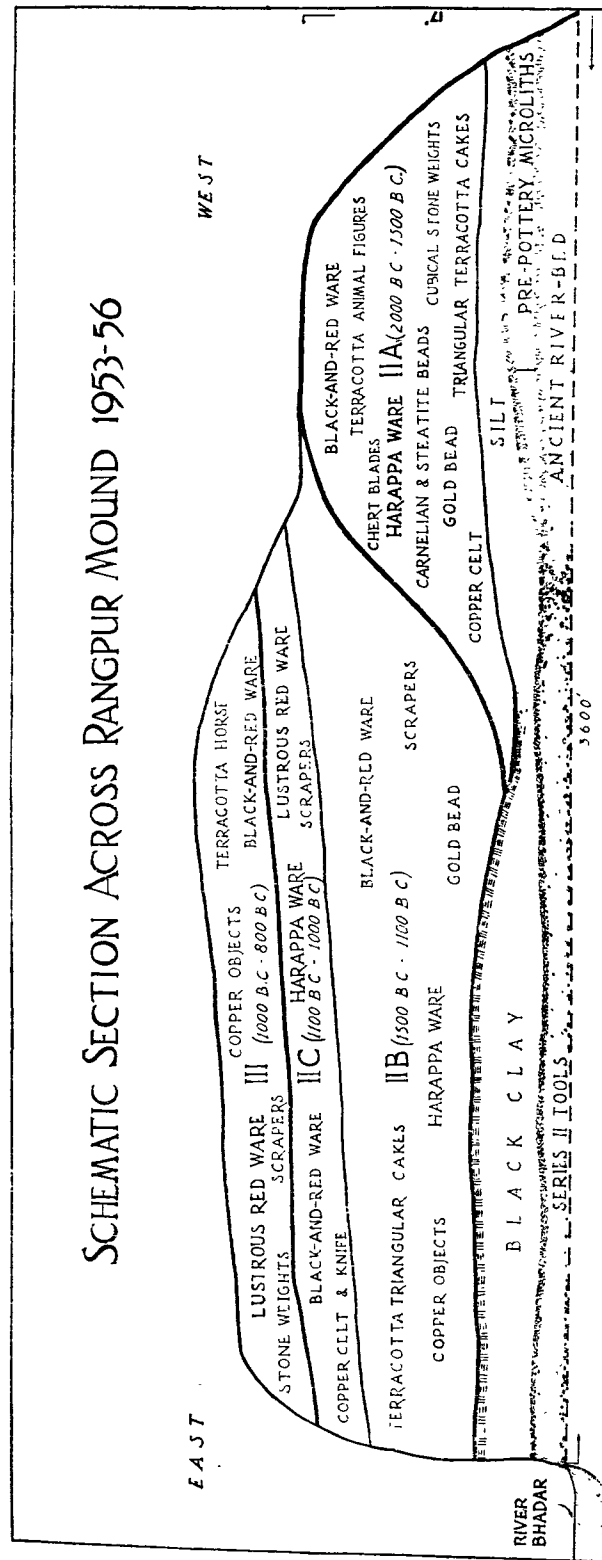 SCHEMATIC SECTION ACROSS RANGPUR MOUND 1953-56
EAST
WEST
COPPER OBJECTS TERRACOTTA HORSE
LUSTROUS RED WARE III (1000 B.C - 800 B C) BLACK-AND-RED WARE
STONE WEIGHTS SCRAPERS
HARAPPA WARE LUSTROUS RED WARE
BLACK-AND-RED WARE IIC (1100 B C - 1000 B C) SCRAPERS
COPPER CELT & KNIFE
BLACK-AND-RED WARE
TERRACOTTA TRIANGULAR CAKES IIB (1500 B C - 1100 B C)
SCRAPERS
COPPER OBJECTS HARAPPA WARE GOLD BEAD
BLACK-AND-RED WARE
TERRACOTTA ANIMAL FIGURES
CHERT BLADES
HARAPPA WARE IIA (2000 B C - 1500 B C.)
CARNELIAN & STEATITE BEADS CUBICAL STONE WEIGHTS
GOLD BEAD TRIANGULAR TERRACOTTA CAKES
COPPER CELT
SILT
BLACK CLAY
PRE-POTTERY MICROLITHS
SERIES II TOOLS
ANCIENT RIVER-BED
RIVER
BHADAR
3600'